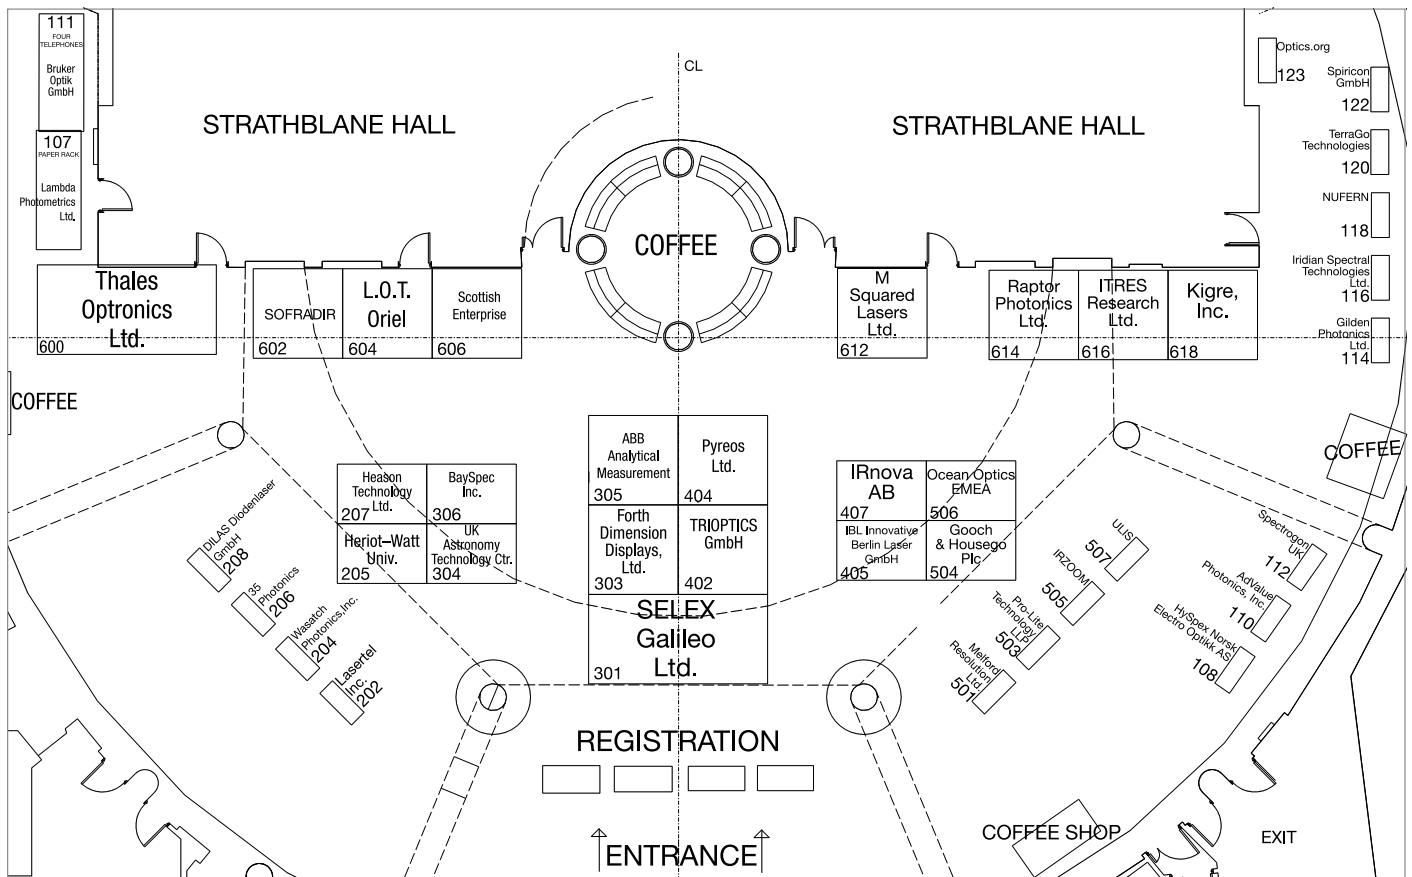 111
FOUR
TELEPHONES
Bruker
Optik
GmbH
107
PAPER RACK
Lambda
Photometrics
Ltd.
STRATHBLANE HALL
CL
STRATHBLANE HALL
Optics.org
123
Spiricon
GmbH
122
TerraGo
Technologies
120
NUFERN
118
Iridian Spectral
Technologies
Ltd.
116
Gilden
Photonics
Ltd.
114
COFFEE
Thales
Optronics
Ltd.
600
SOFRADIR
602
L.O.T.
Oriel
604
Scottish
Enterprise
606
M
Squared
Lasers
Ltd.
612
Raptor
Photonics
Ltd.
614
ITRES
Research
Ltd.
616
Kigre,
Inc.
618
COFFEE
COFFEE
ABB
Analytical
Measurement
305
Pyreos
Ltd.
404
Heason
Technology
Ltd.
207
BaySpec
Inc.
306
IRnova
AB
407
Ocean Optics
EMEA
506
Heriot–Watt
Univ.
205
UK
Astronomy
Technology Ctr.
304
Forth
Dimension
Displays,
Ltd.
303
TRIOPTICS
GmbH
402
IBL Innovative
Berlin Laser
GmbH
405
Gooch
& Housego
Plc
504
SELEX
Galileo
Ltd.
301
DILAS Diodenlaser
GmbH
208
35
Photonics
206
Wasatch
Photonics,Inc.
204
Lasertel
Inc.
202
ULIS
507
IRZOOM
505
Pro-Lite
Technology
LLP
503
Melford
Resolution
Ltd.
501
Spectrogon
UK
112
AdValue
Photonics, Inc.
110
HySpex Norsk
Electro Optikk AS
108
REGISTRATION
ENTRANCE
COFFEE SHOP
EXIT